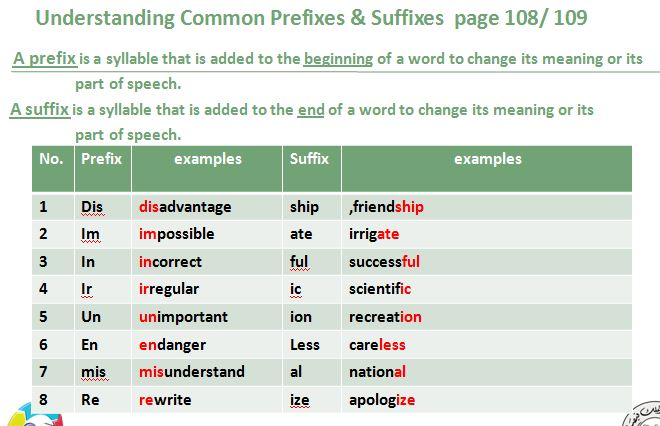 Understanding Common Prefixes & Suffixes page 108/ 109
A prefix is a syllable that is added to the beginning of a word to change its meaning or its
part of speech.
A suffix is a syllable that is added to the end of a word to change its meaning or its
part of speech.
No. Prefix examples Suffix examples
1 Dis disadvantage ship ,friendship
2 Im impossible ate irrigate
3 In incorrect ful successful
4 Ir irregular ic scientific
5 Un unimportant ion recreation
6 En endanger Less careless
7 mis misunderstand al national
8 Re rewrite ize apologize